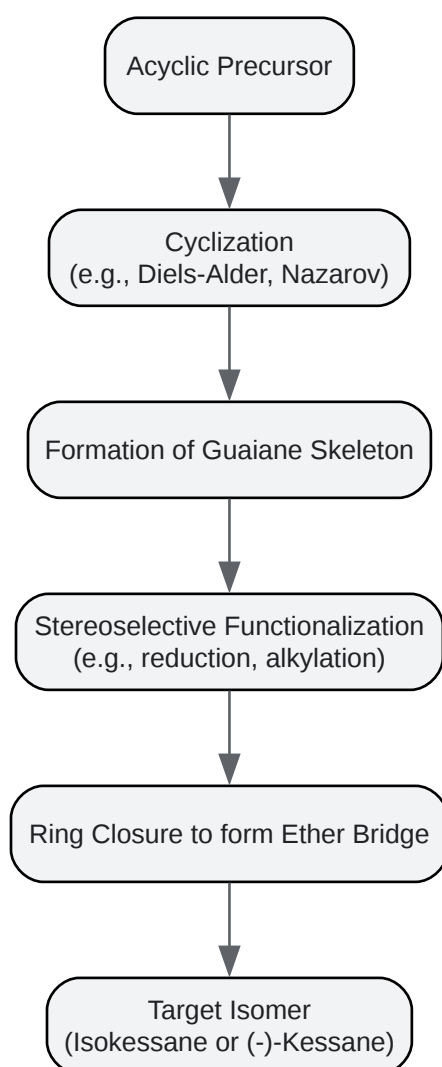 Acyclic Precursor
Cyclization
(e.g., Diels-Alder, Nazarov)
Formation of Guaiane Skeleton
Stereoselective Functionalization
(e.g., reduction, alkylation)
Ring Closure to form Ether Bridge
Target Isomer
(Isokessane or (-)-Kessane)